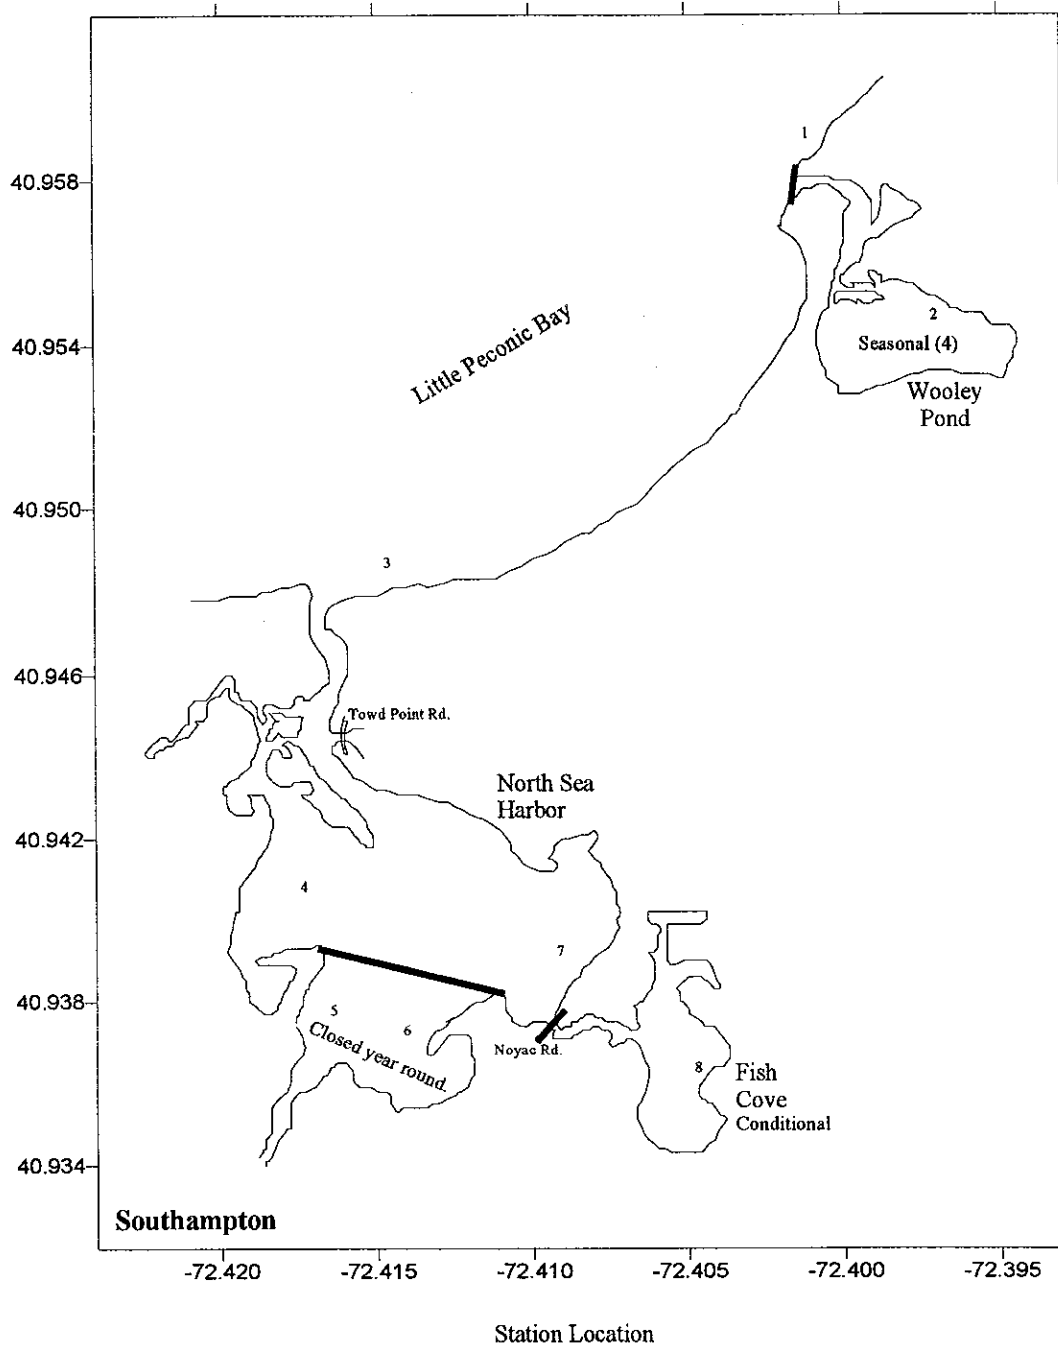 1
40.958
2
Seasonal (4)
40.954
Wooley
Pond
Little Peconic Bay
40.950
3
40.946
Towd Point Rd.
North Sea
Harbor
40.942
4
7
40.938
5
6
Closed year round.
Noyac Rd.
8
Fish
Cove
Conditional
40.934
Southampton
-72.420
-72.415
-72.410
-72.405
-72.400
-72.395
Station Location